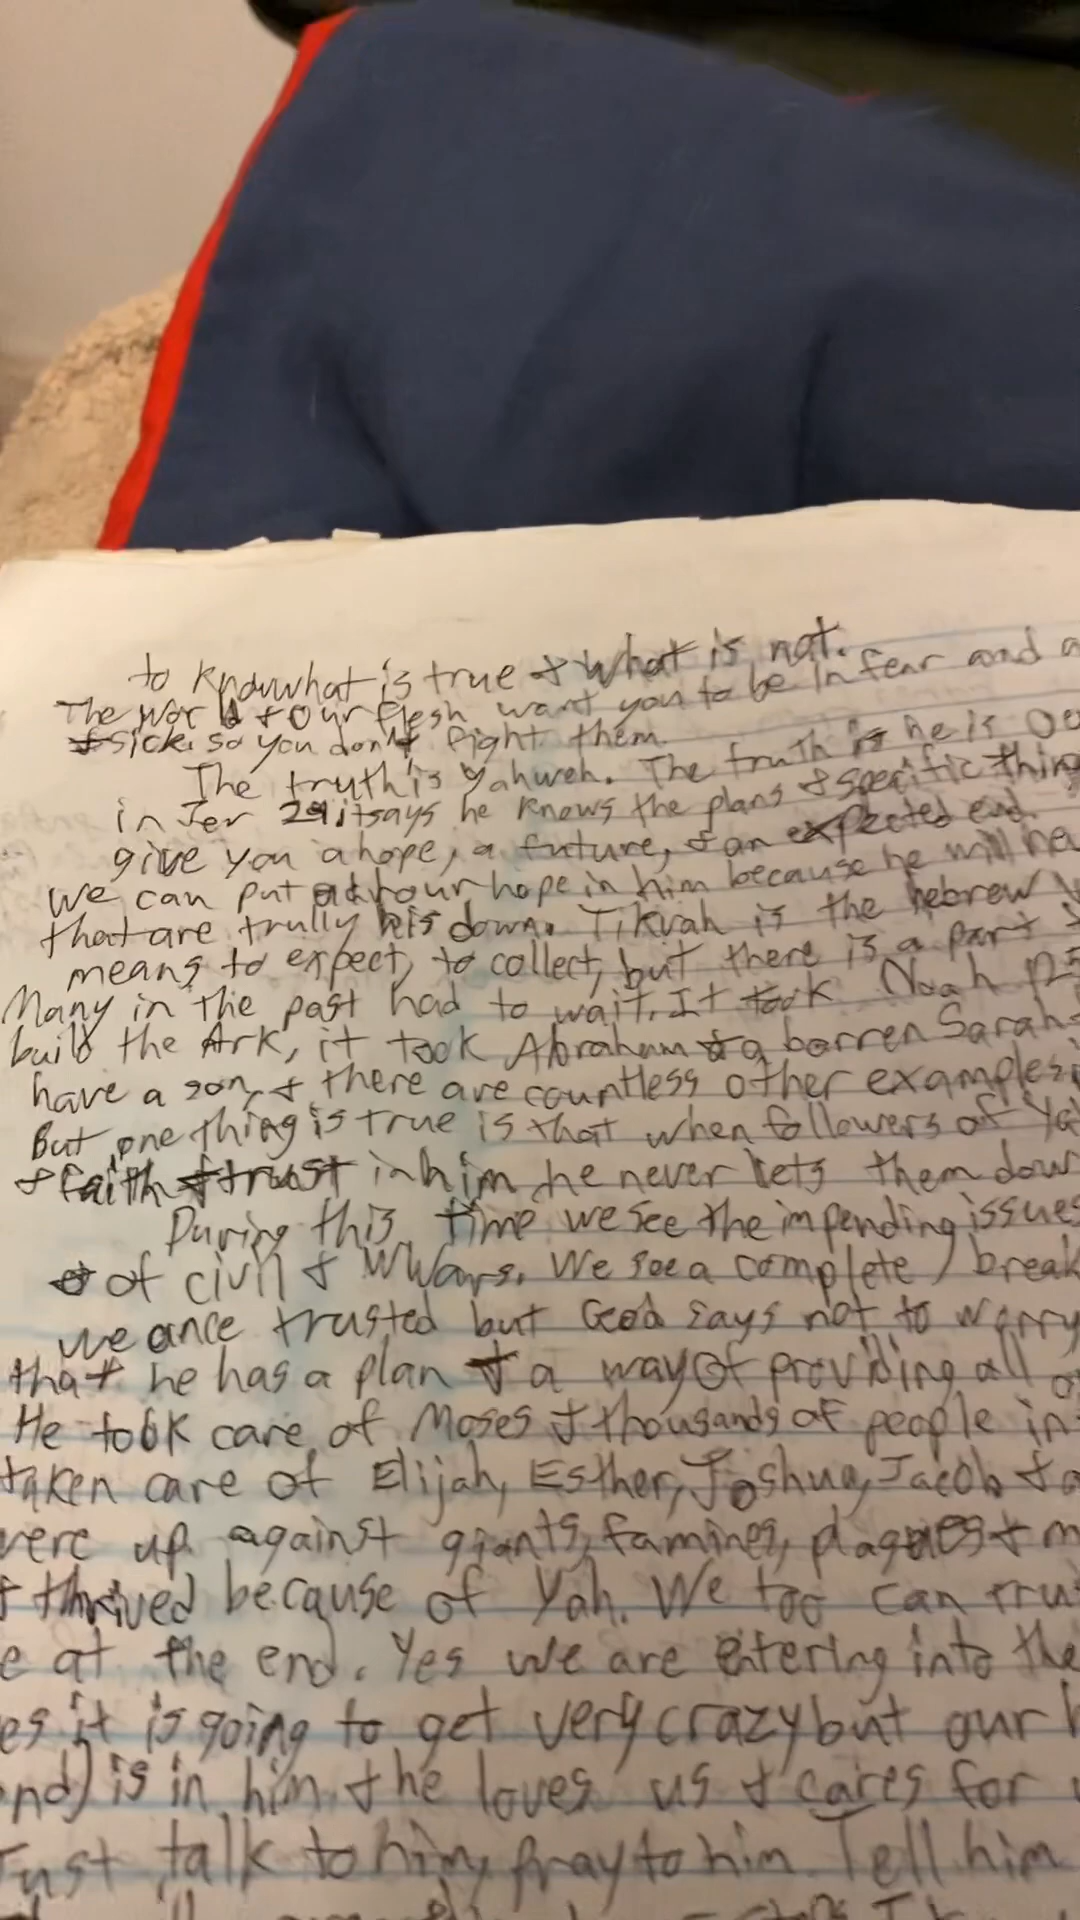 to know what is true & what is not.
The world & our flesh want you to be in fear and
sick so you don't fight them
The truth is Yahweh. The truth is he is
in Jer 29 it says he knows the plans & specific
give you a hope, a future, & an expected end.
we can put our hope in him because he will
that are trully his down. Tikvah is the hebrew
means to expect, to collect, but there is a part
Many in the past had to wait. It took Noah
build the Ark, it took Abraham & a barren Sarah
have a son, & there are countless other examples
But one thing is true is that when followers of
& faith & trust in him he never lets them
During this time we see the impending issues
of civil & WWars. We see a complete
we once trusted but God says not to worry
that he has a plan & a way of providing all
He took care of Moses & thousands of people in
taken care of Elijah, Esther, Joshua, Jacob &
up against giants, famines, plagues &
thrived because of Yah. We too can
at the end. Yes we are entering into the
it is going to get very crazy but our
is in him & he loves us & cares for
Just talk to him, pray to him. Tell him